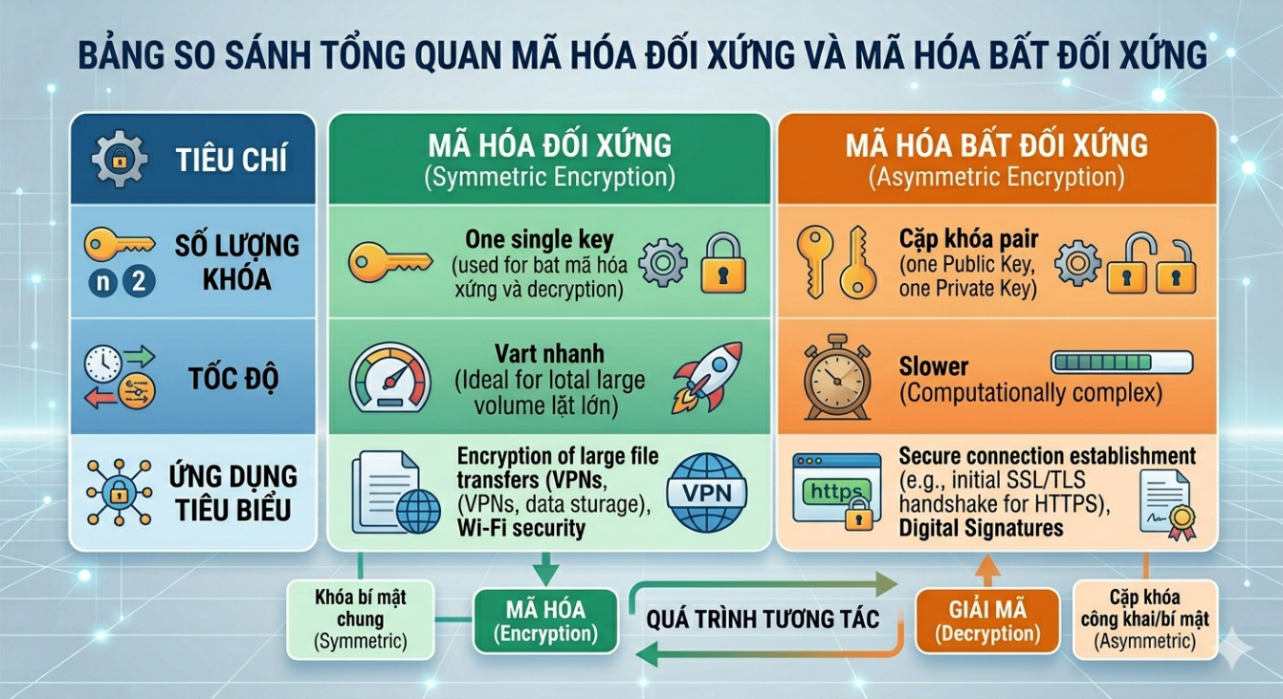 BẢNG SO SÁNH TỔNG QUAN MÃ HÓA ĐỐI XỨNG VÀ MÃ HÓA BẤT ĐỐI XỨNG
TIÊU CHÍ
MÃ HÓA ĐỐI XỨNG
(Symmetric Encryption)
MÃ HÓA BẤT ĐỐI XỨNG
(Asymmetric Encryption)
n 2
SỐ LƯỢNG
KHÓA
One single key
(used for bat mã hóa
xứng và decryption)
Cặp khóa pair
(one Public Key,
one Private Key)
TỐC ĐỘ
Vart nhanh
(Ideal for lotal large
volume lặt lớn)
Slower
(Computationally complex)
ỨNG DỤNG
TIÊU BIỂU
Encryption of large file
transfers (VPNs,
(VPNs, data storage),
Wi-Fi security
VPN
https
Secure connection establishment
(e.g., initial SSL/TLS
handshake for HTTPS),
Digital Signatures
Khóa bí mật
chung
(Symmetric)
MÃ HÓA
(Encryption)
QUÁ TRÌNH TƯƠNG TÁC
GIẢI MÃ
(Decryption)
Cặp khóa
công khai/bí mật
(Asymmetric)